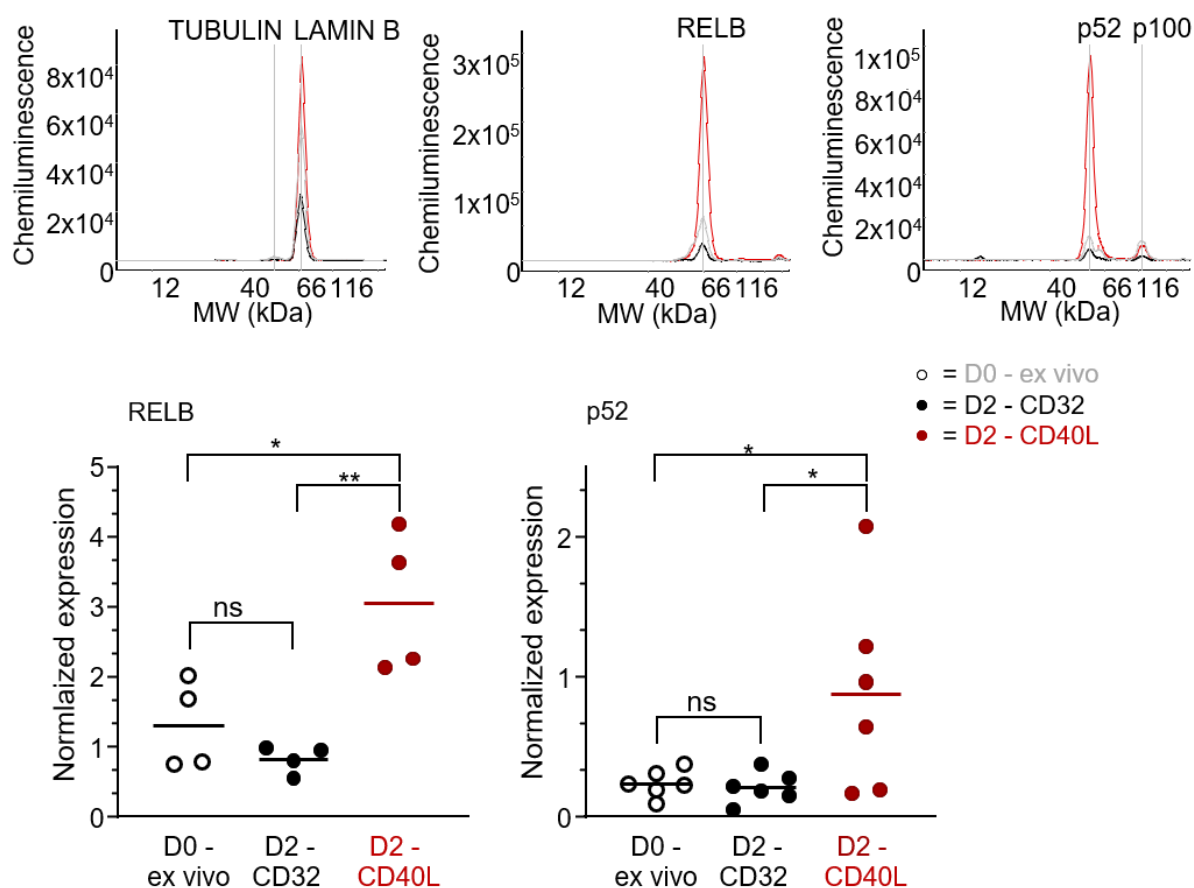 TUBULIN LAMIN B
Chemiluminescence
8x10⁴
6x10⁴
4x10⁴
2x10⁴
0
12 40 66 116
MW (kDa)
RELB
Chemiluminescence
3x10⁵
2x10⁵
1x10⁵
0
12 40 66 116
MW (kDa)
p52 p100
Chemiluminescence
1x10⁵
8x10⁴
6x10⁴
4x10⁴
2x10⁴
0
12 40 66 116
MW (kDa)
= D0 - ex vivo
= D2 - CD32
= D2 - CD40L
RELB
Normlaized expression
5
4
3
2
1
0
*
**
ns
D0 -
ex vivo
D2 -
CD32
D2 -
CD40L
p52
Normalized expression
2
1
0
*
*
ns
D0 -
ex vivo
D2 -
CD32
D2 -
CD40L